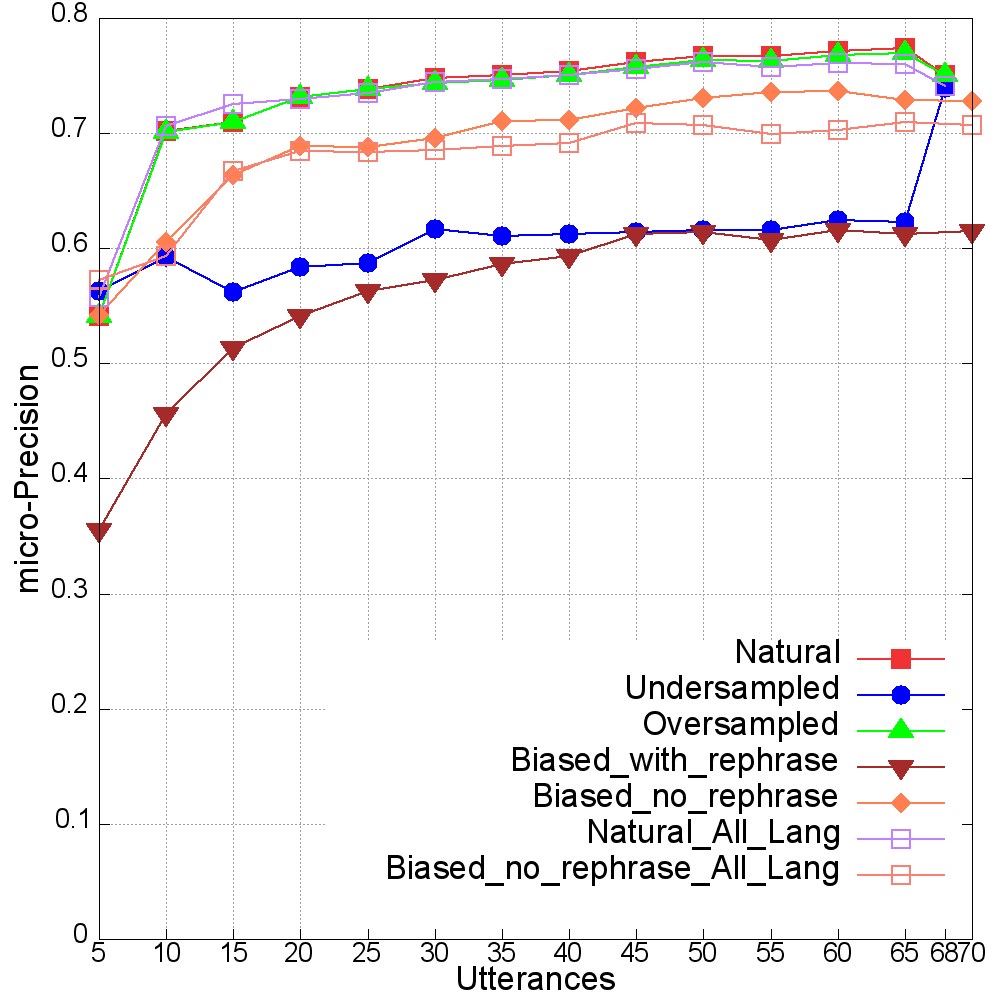 0.8
0.7
0.6
0.5
0.4
0.3
0.2
0.1
0
micro-Precision
Natural
Undersampled
Oversampled
Biased_with_rephrase
Biased_no_rephrase
Natural_All_Lang
Biased_no_rephrase_All_Lang
5 10 15 20 25 30 35 40 45 50 55 60 65 68 70
Utterances